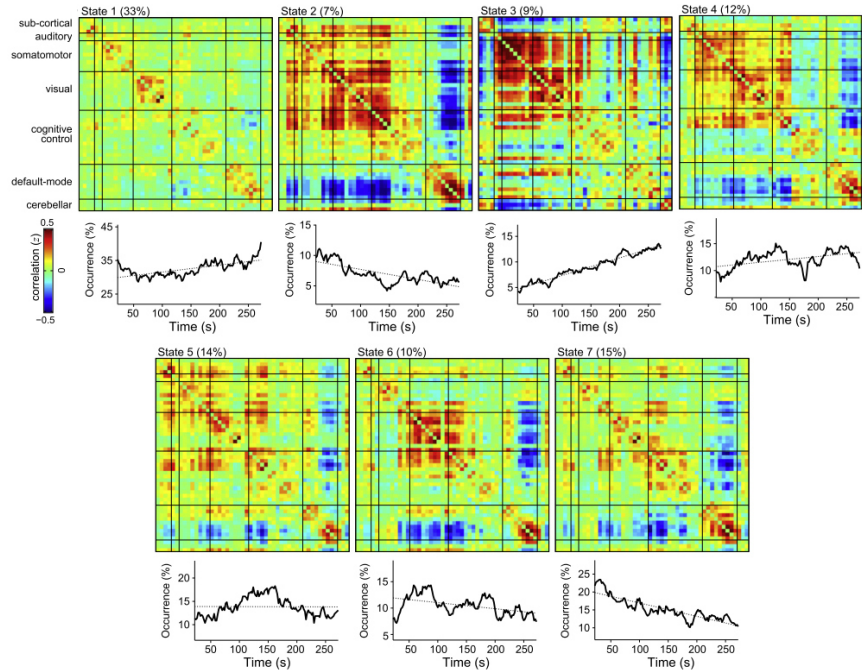 State 1 (33%)
State 2 (7%)
State 3 (9%)
State 4 (12%)
sub-cortical
auditory
somatomotor
visual
cognitive
control
default-mode
cerebellar
correlation (z)
0.5
0
−0.5
Occurrence (%)
45
35
25
50 100 150 200 250
Time (s)
Occurrence (%)
15
10
5
50 100 150 200 250
Time (s)
Occurrence (%)
15
10
5
50 100 150 200 250
Time (s)
Occurrence (%)
15
10
50 100 150 200 250
Time (s)
State 5 (14%)
State 6 (10%)
State 7 (15%)
Occurrence (%)
20
15
10
50 100 150 200 250
Time (s)
Occurrence (%)
16
12
8
50 100 150 200 250
Time (s)
Occurrence (%)
25
20
15
10
50 100 150 200 250
Time (s)